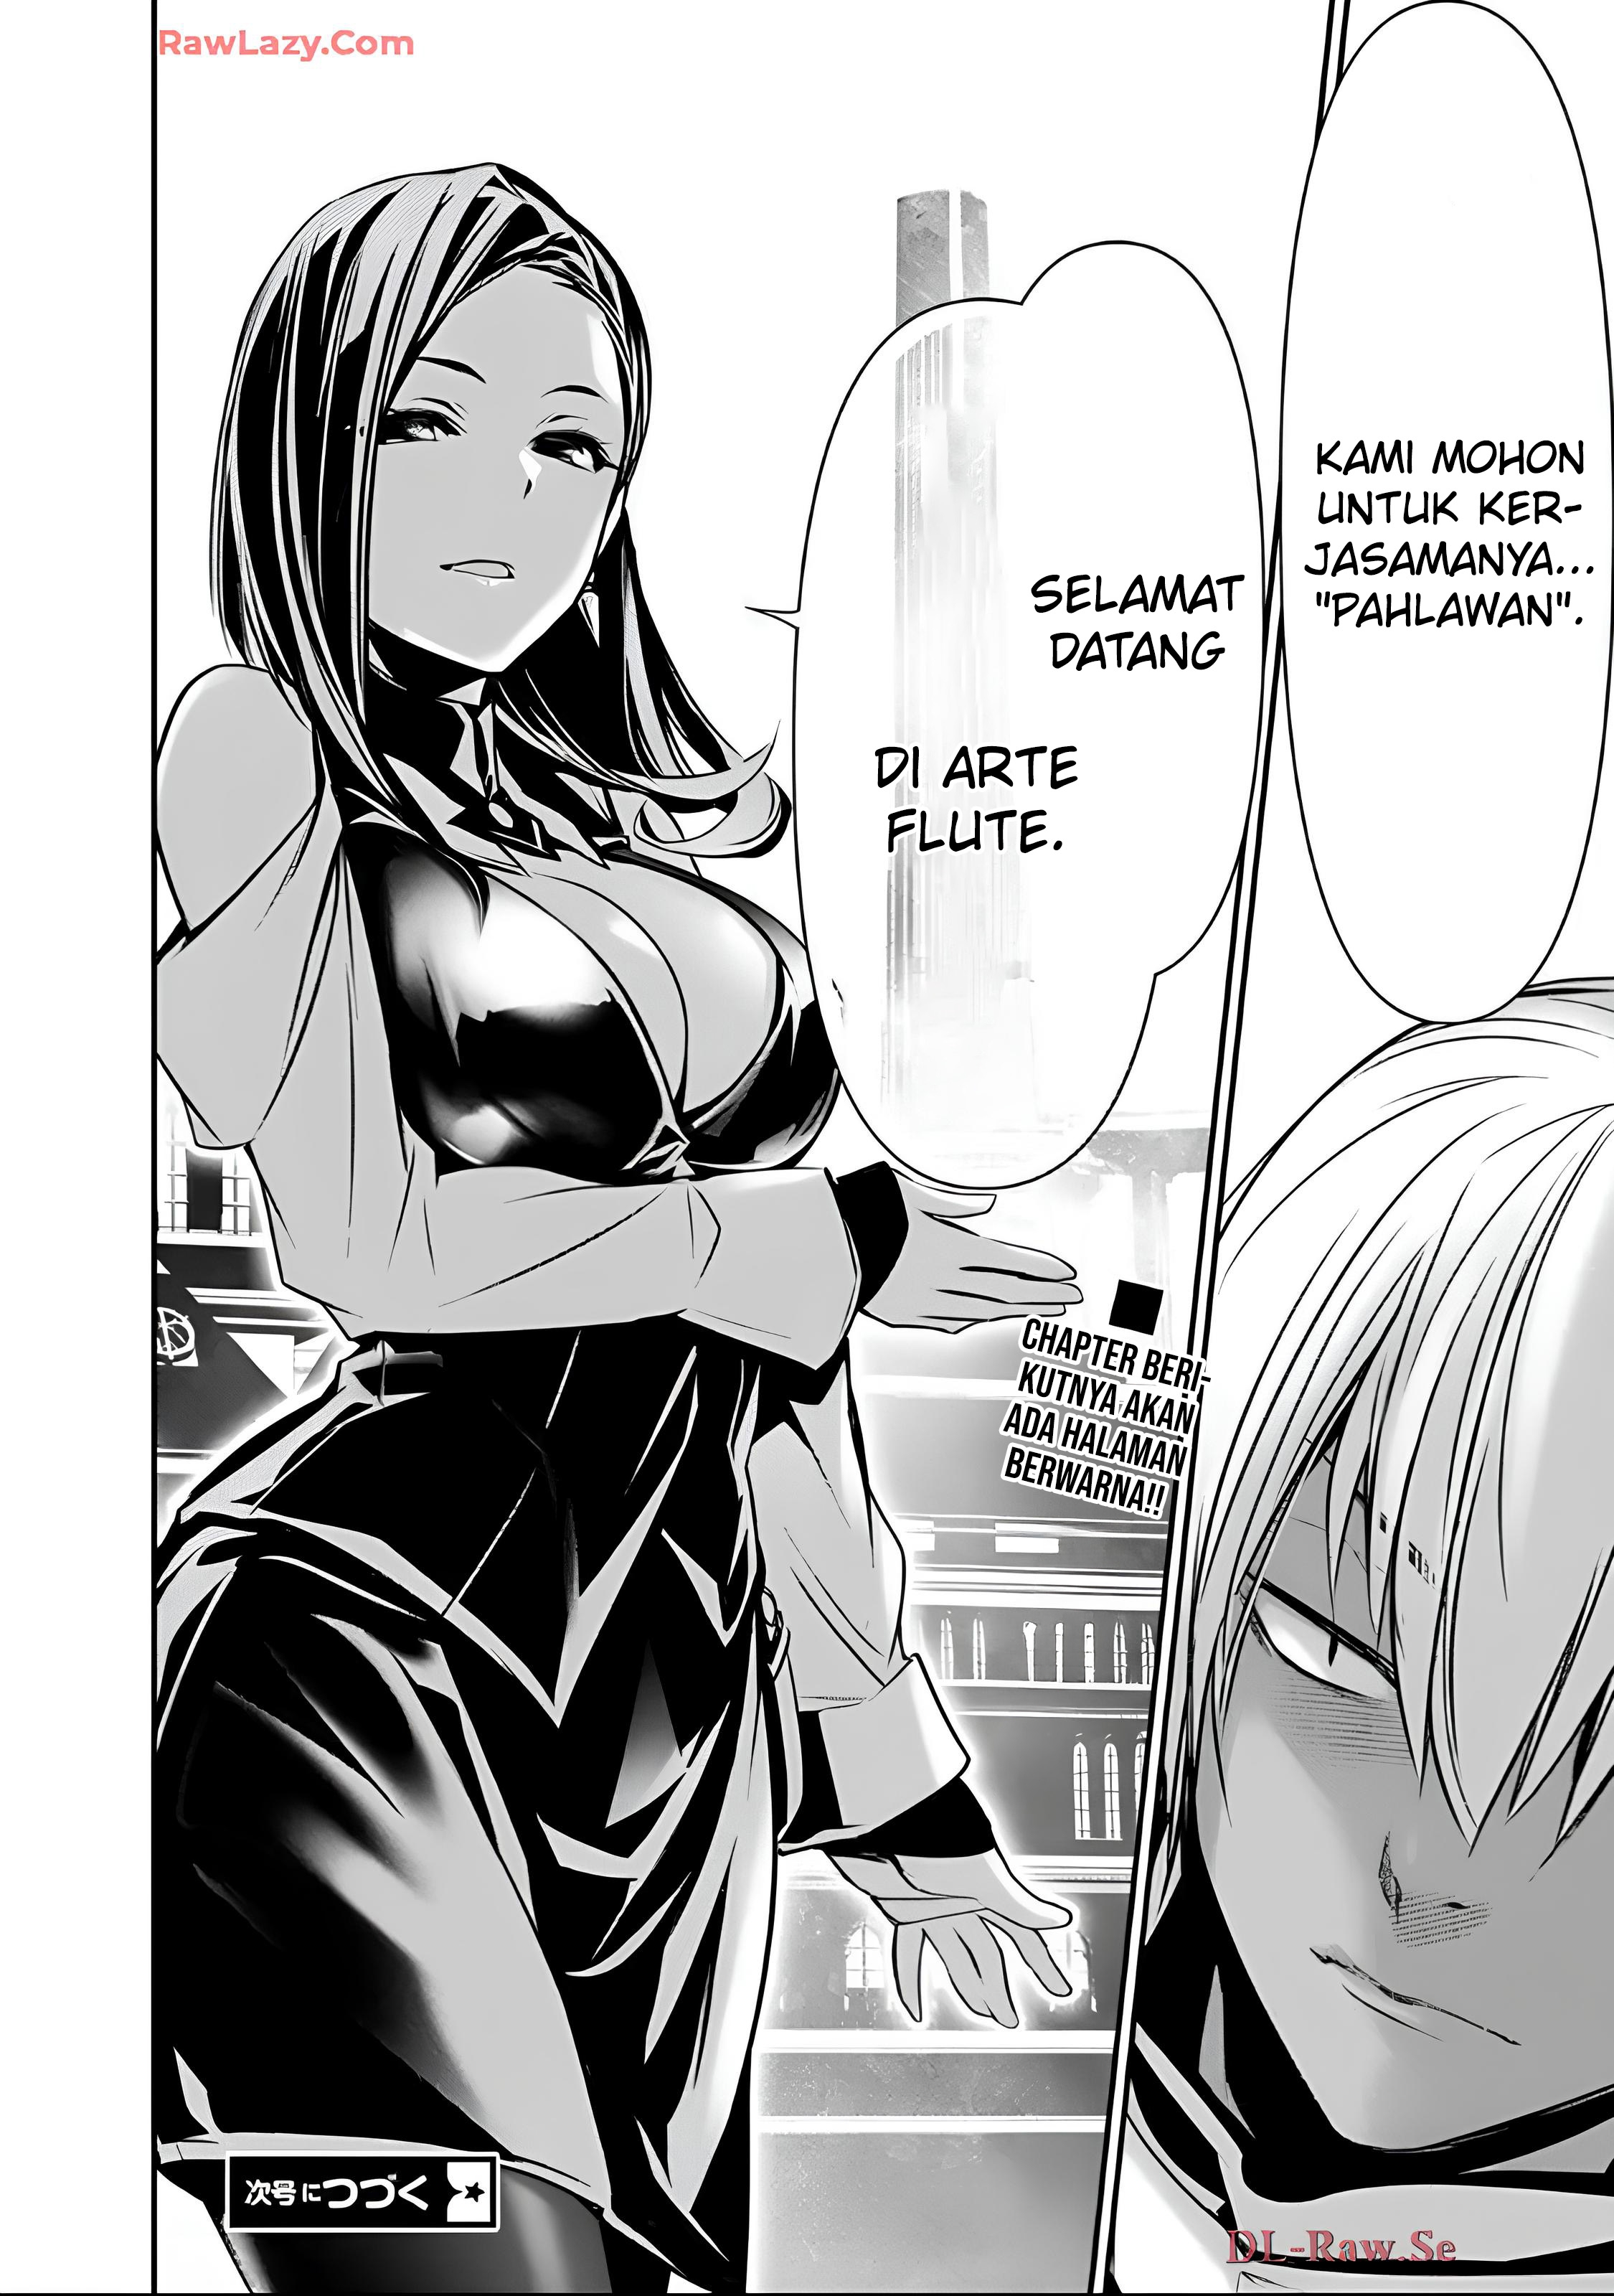 RawLazy.Com
KAMI MOHON
UNTUK KER-
JASAMANYA...
"PAHLAWAN".
SELAMAT
DATANG
DI ARTE
FLUTE.
CHAPTER BERI-
KUTNYA AKAN
ADA HALAMAN
BERWARNA!!
次号につづく
DL-Raw.Se